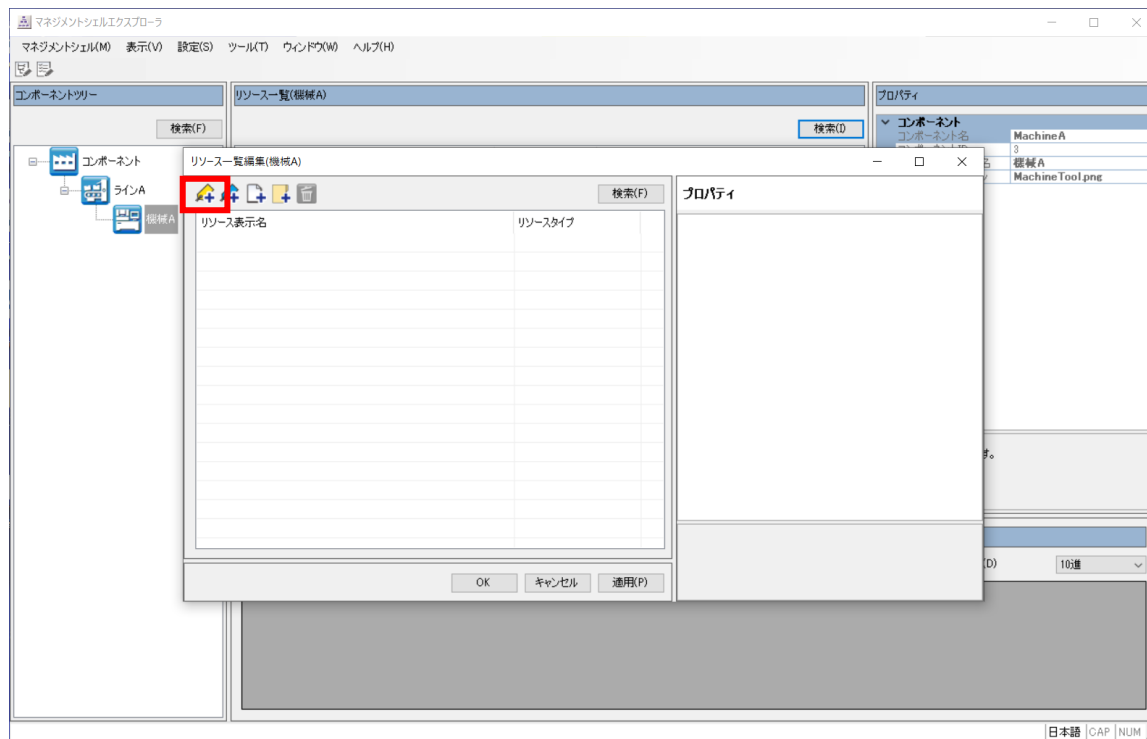 マネジメントシェルエクスプローラ
マネジメントシェル(M) 表示(V) 設定(S) ツール(T) ウィンドウ(W) ヘルプ(H)
コンポーネントツリー
検索(F)
コンポーネント
ラインA
機械A
リソース一覧(機械A)
検索(I)
プロパティ
コンポーネント
コンポーネント名 MachineA
3
機械A
MachineTool.png
リソース一覧編集(機械A)
検索(F)
リソース表示名 リソースタイプ
OK キャンセル 適用(P)
プロパティ
す。
(D) 10進
日本語 CAP NUM